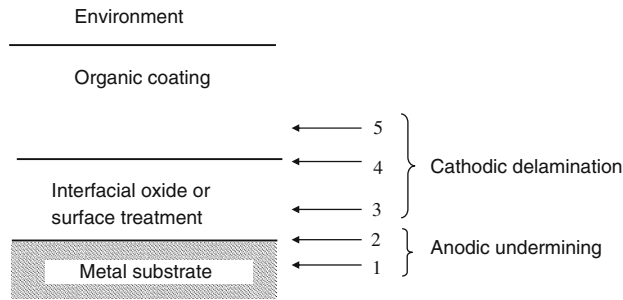 Environment
Organic coating
5
4
Cathodic delamination
Interfacial oxide or
surface treatment
3
2
Anodic undermining
Metal substrate
1